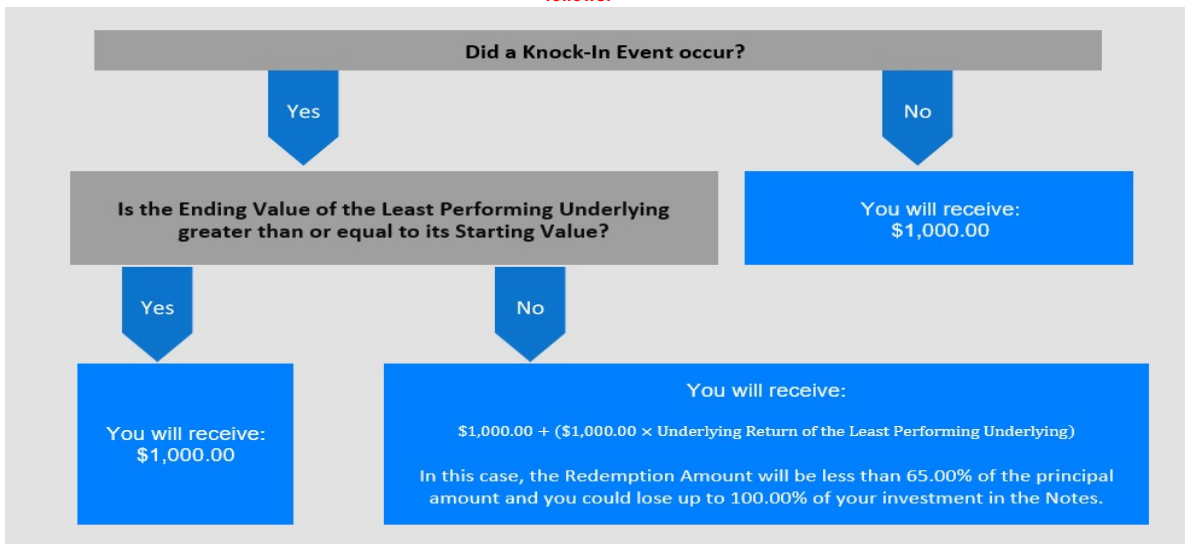 Did a Knock-In Event occur?
Yes
No
Is the Ending Value of the Least Performing Underlying
greater than or equal to its Starting Value?
You will receive:
$1,000.00
Yes
No
You will receive:
$1,000.00
You will receive:
$1,000.00 + ($1,000.00 × Underlying Return of the Least Performing Underlying)
In this case, the Redemption Amount will be less than 65.00% of the principal
amount and you could lose up to 100.00% of your investment in the Notes.